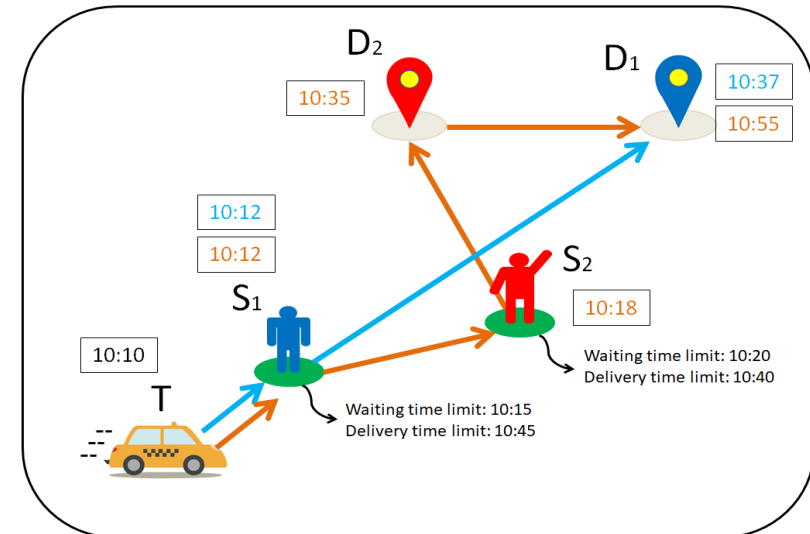 D2
D1
10:35
10:37
10:55
10:12
10:12
S1
S2
10:18
10:10
T
Waiting time limit: 10:20
Delivery time limit: 10:40
Waiting time limit: 10:15
Delivery time limit: 10:45